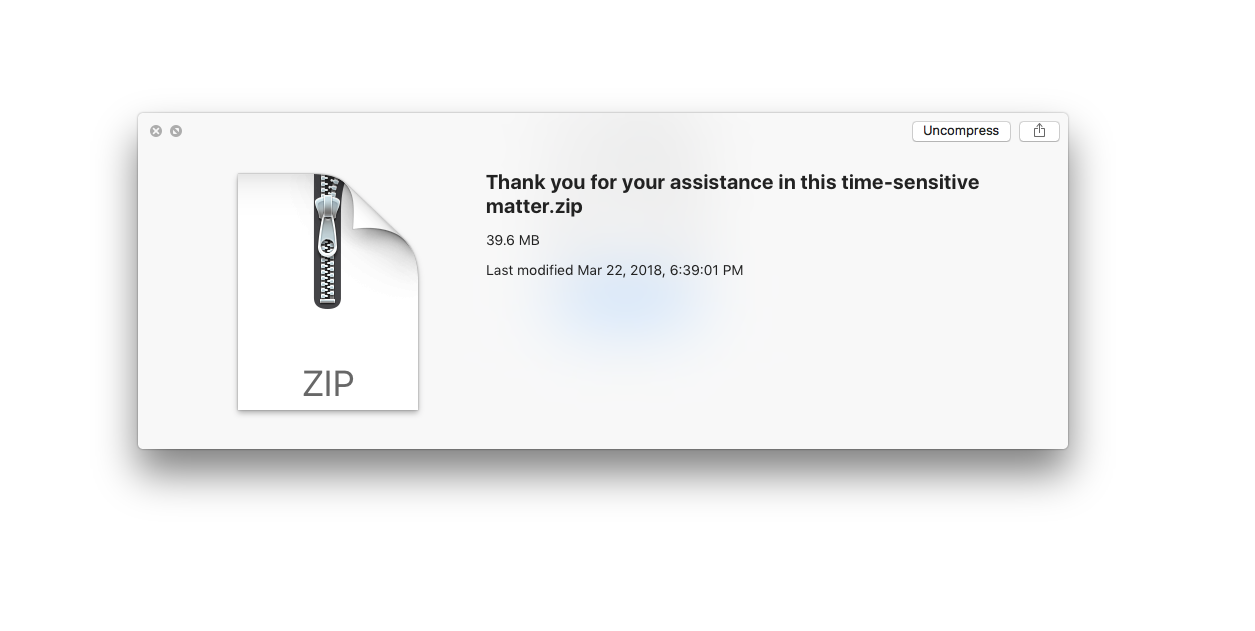 Uncompress
Thank you for your assistance in this time-sensitive
matter.zip
39.6 MB
Last modified Mar 22, 2018, 6:39:01 PM
ZIP